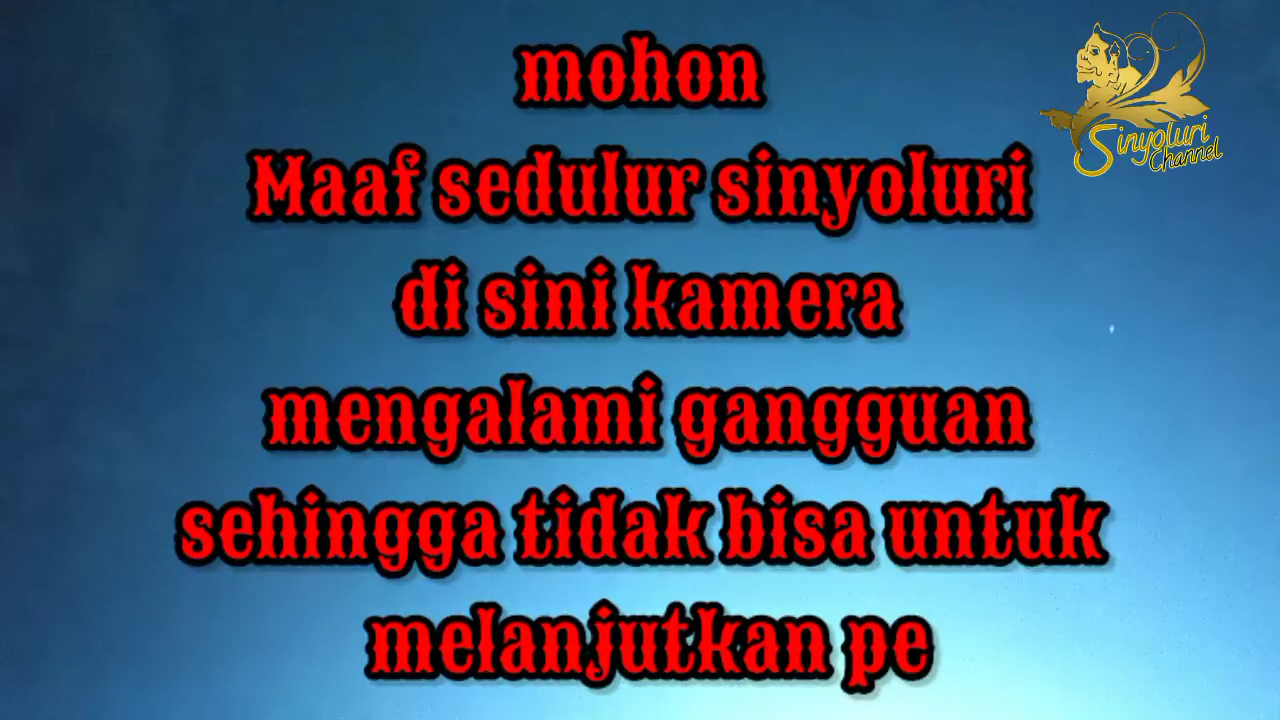 mohon
Maaf sedulur sinyoluri
di sini kamera
mengalami gangguan
sehingga tidak bisa untuk
melanjutkan pe
Sinyoluri
Channel